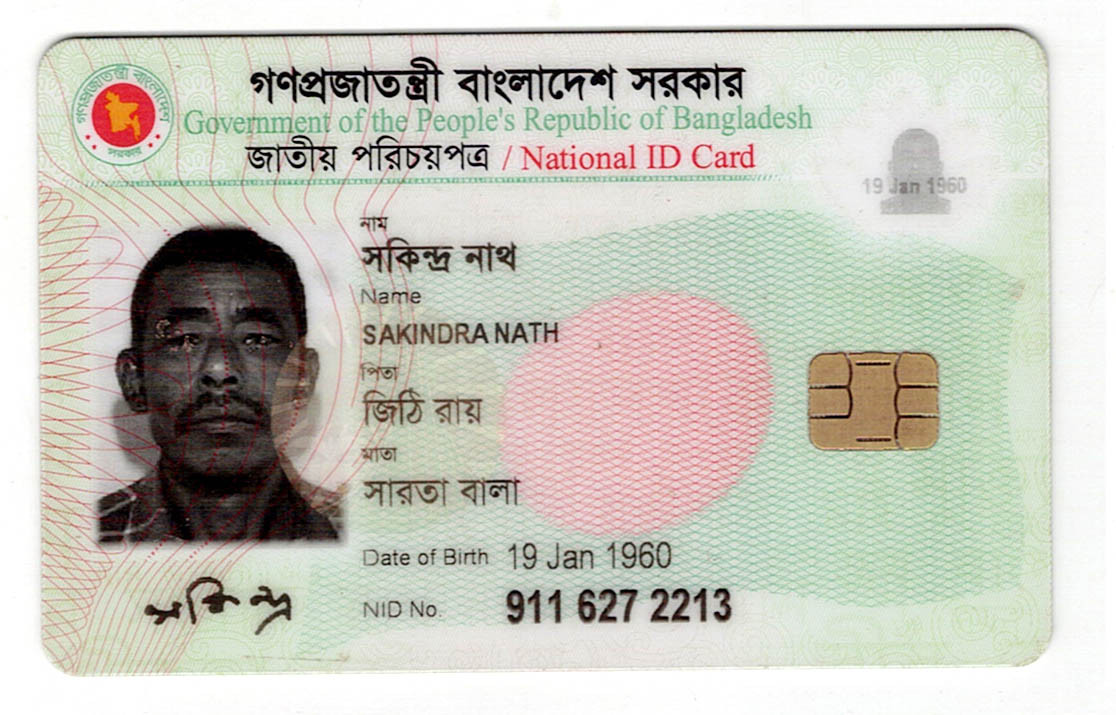 গণপ্রজাতন্ত্রী বাংলাদেশ সরকার
Government of the People's Republic of Bangladesh
জাতীয় পরিচয়পত্র / National ID Card
গণপ্রজাতন্ত্রী বাংলাদেশ
সরকার
19 Jan 1960
নাম
সকিন্দ্র নাথ
Name
SAKINDRA NATH
পিতা
জিঠি রায়
মাতা
সারতা বালা
Date of Birth 19 Jan 1960
NID No. 911 627 2213
সকিন্দ্র